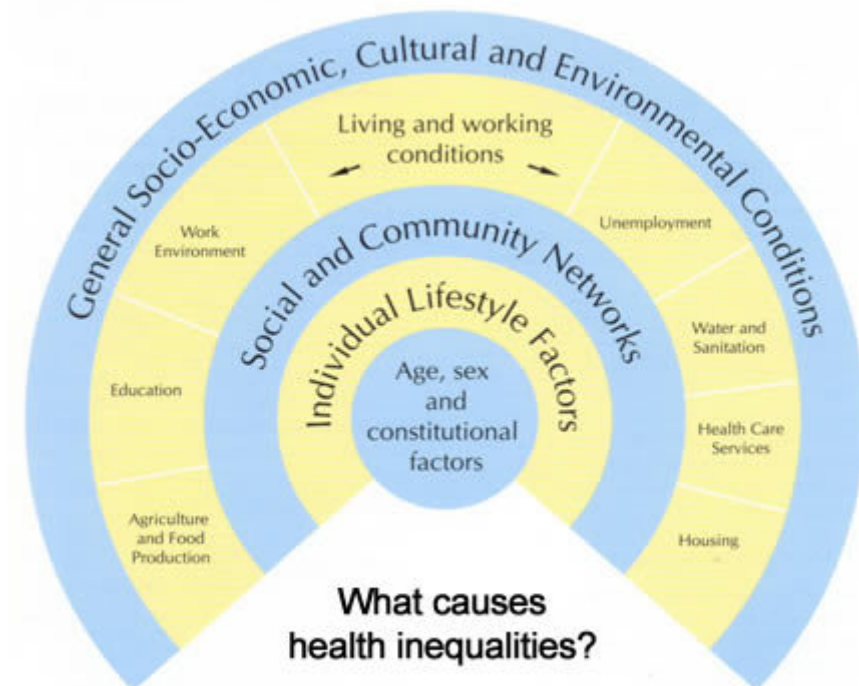 General Socio-Economic, Cultural and Environmental Conditions
Living and working
conditions
Work
Environment
Unemployment
Education
Water and
Sanitation
Agriculture
and Food
Production
Health Care
Services
Housing
Social and Community Networks
Individual Lifestyle Factors
Age, sex
and
constitutional
factors
What causes
health inequalities?